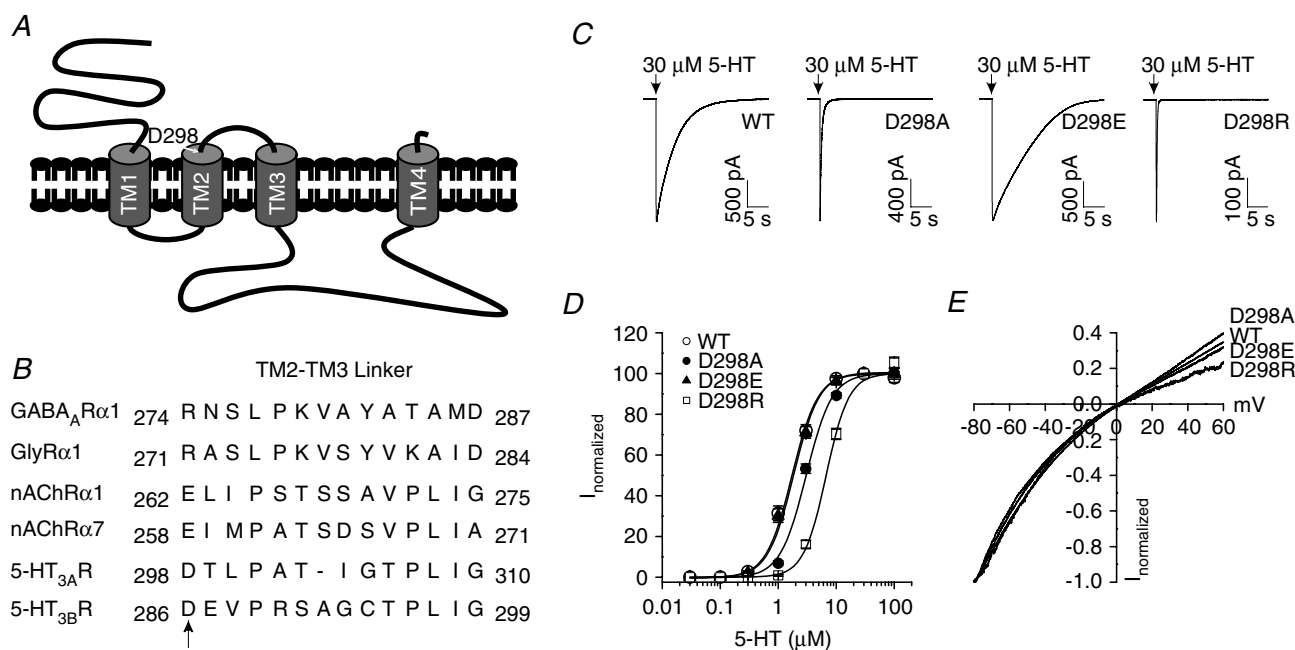 A
D298
TM1
TM2
TM3
TM4
B
TM2-TM3 Linker
GABA_ARα1 274 R N S L P K V A Y A T A M D 287
GlyRα1 271 R A S L P K V S Y V K A I D 284
nAChRα1 262 E L I P S T S S A V P L I G 275
nAChRα7 258 E I M P A T S D S V P L I A 271
5-HT_3AR 298 D T L P A T - I G T P L I G 310
5-HT_3BR 286 D E V P R S A G C T P L I G 299
C
30 μM 5-HT 30 μM 5-HT 30 μM 5-HT 30 μM 5-HT
WT D298A D298E D298R
500 pA
5 s
400 pA
5 s
500 pA
5 s
100 pA
5 s
D
WT
D298A
D298E
D298R
I_normalized
120
100
80
60
40
20
0
0.01 0.1 1 10 100
5-HT (μM)
E
D298A
WT
D298E
D298R
0.4
0.2
0.0
-0.2
-0.4
-0.6
-0.8
-1.0
-80 -60 -40 -20 0 20 40 60
mV
I_normalized